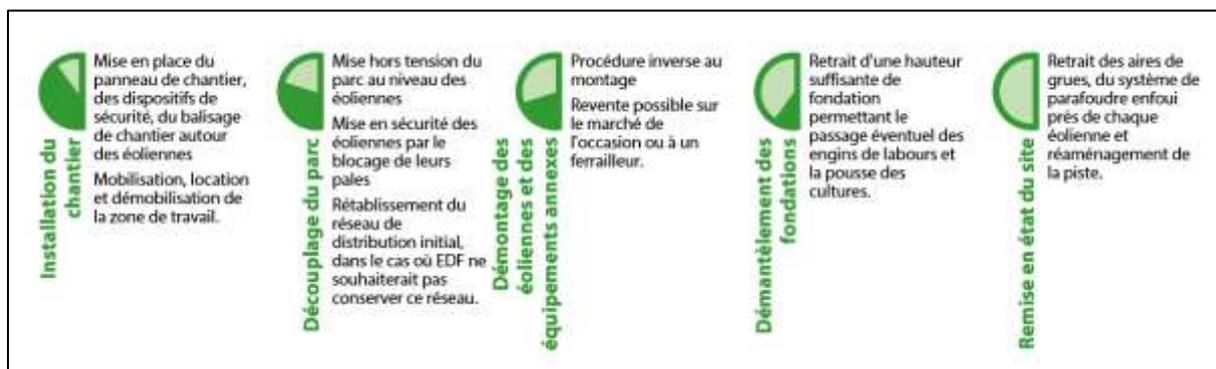 Installation du
chantier
Mise en place du
panneau de chantier,
des dispositifs de
sécurité, du balisage
de chantier autour
des éoliennes
Mobilisation, location
et démobilisation de
la zone de travail.
Découplage du parc
Mise hors tension du
parc au niveau des
éoliennes
Mise en sécurité des
éoliennes par le
blocage de leurs
pales
Rétablissement du
réseau de
distribution initial,
dans le cas où EDF ne
souhaiterait pas
conserver ce réseau.
Démontage des
éoliennes et des
équipements annexes
Procédure inverse au
montage
Revente possible sur
le marché de
l'occasion ou à un
ferrailleur.
Démantèlement des
fondations
Retrait d'une hauteur
suffisante de
fondation
permettant le
passage éventuel des
engins de labours et
la pousse des
cultures.
Remise en état du site
Retrait des aires de
grues, du système de
parafoudre enfoui
près de chaque
éolienne et
réaménagement de
la piste.